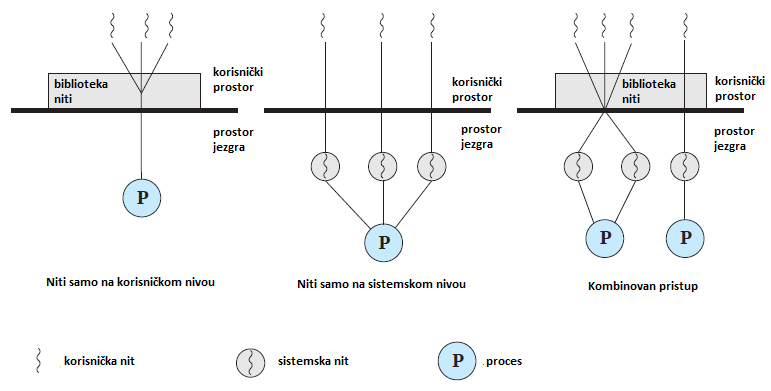 biblioteka
niti
korisnički
prostor
prostor
jezgra
P
Niti samo na korisničkom nivou
korisnički
prostor
prostor
jezgra
P
Niti samo na sistemskom nivou
biblioteka
niti
korisnički
prostor
prostor
jezgra
P
P
Kombinovan pristup
korisnička nit
sistemska nit
P
proces